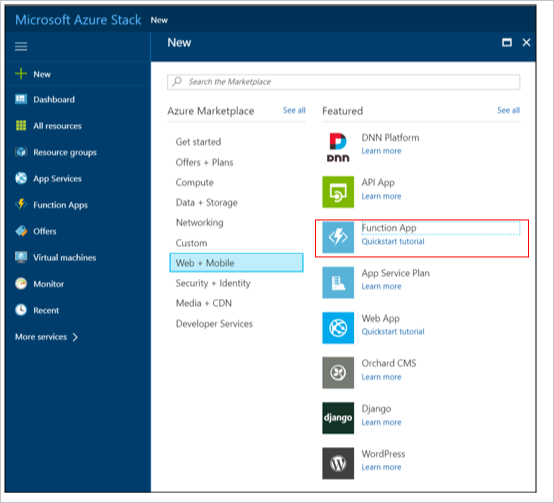 Microsoft Azure Stack New
New
New
Dashboard
All resources
Resource groups
App Services
Function Apps
Offers
Virtual machines
Monitor
Recent
More services
Search the Marketplace
Azure Marketplace See all
Get started
Offers + Plans
Compute
Data + Storage
Networking
Custom
Web + Mobile
Security + Identity
Media + CDN
Developer Services
Featured See all
DNN Platform
Learn more
DNN
API App
Learn more
Function App
Quickstart tutorial
App Service Plan
Learn more
Web App
Quickstart tutorial
Orchard CMS
Learn more
django
Django
Learn more
WordPress
Learn more